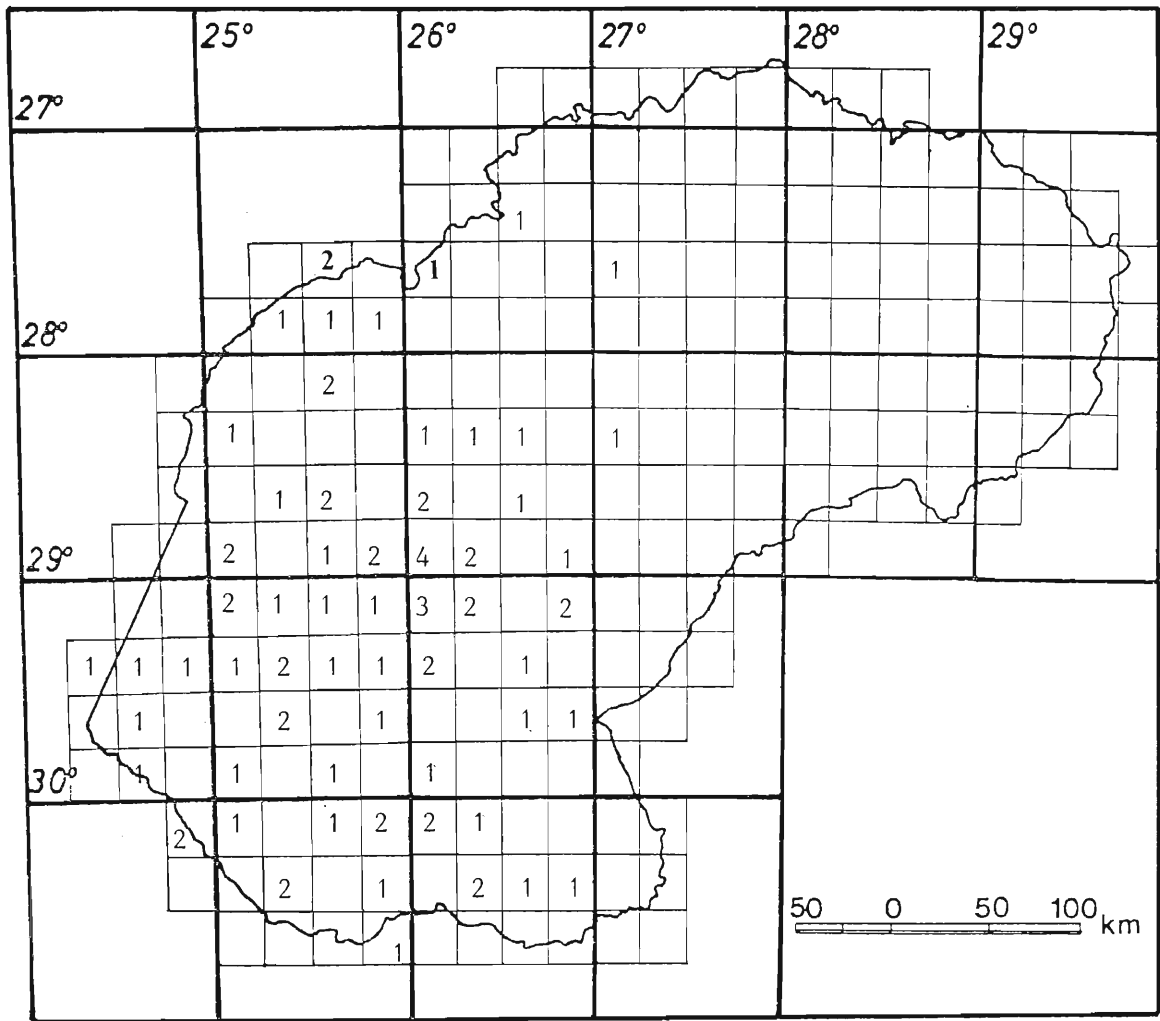 25° 26° 27° 28° 29°
27°
1
2 1 1
1 1 1
28°
2
1 1 1 1 1
1 2 2 1
29° 2 1 2 4 2 1
2 1 1 1 3 2 2
1 1 1 1 2 1 1 2 1
1 2 1 1 1
30° 1 1 1 1
2 1 1 2 2 1
2 1 2 1 1
50 0 50 100 km
1